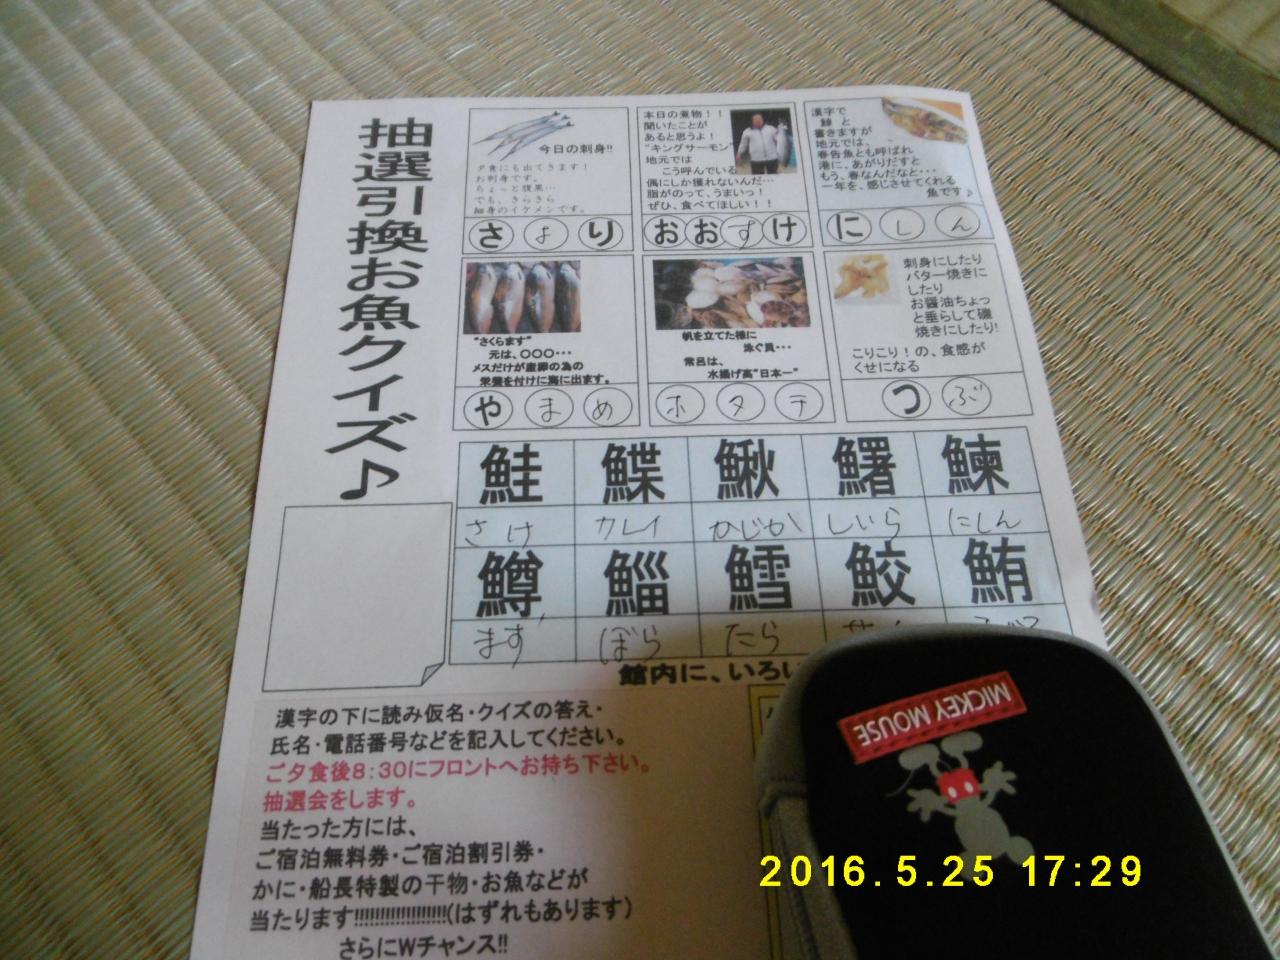 抽選引換お魚クイズ♪
今日の刺身!!
夕食にも出てきます！
お刺身です。
ちょっと腹黒…
でも、きらきら
細身のイケメンです。
さより
本日の煮物！！
聞いたことが
あると思うよ！
"キングサーモン"
地元では
こう呼んでいる
偶にしか獲れないんだ…
脂がのって、うまいっ！
ぜひ、食べてほしい！！
おおすけ
漢字で
鰊 と
書きますが
地元では、
春告魚とも呼ばれ
港に、あがりだすと
もう、春なんだなと・・・
一年を、感じさせてくれる
魚です♪
にしん
"さくらます"
元は、○○○・・・
メスだけが産卵の為の
栄養を付けに海に出ます。
やまめ
帆を立てた様に
泳ぐ貝・・・
常呂は、
水揚げ高"日本一"
ホタテ
刺身にしたり
バター焼きに
したり
お醤油ちょっ
と垂らして磯
焼きにしたり!
こりこり！の、食感が
くせになる
つぶ
鮭 鰈 鰍 鱪 鰊
さけ カレイ かじか しいら にしん
鱒 鯔 鱈 鮫 鮪
ます ぼら たら
館内に、いろい
漢字の下に読み仮名・クイズの答え・
氏名・電話番号などを記入してください。
ご夕食後8:30にフロントへお持ち下さい。
抽選会をします。
当たった方には、
ご宿泊無料券・ご宿泊割引券・
かに・船長特製の干物・お魚などが
当たります!!!!!!!!!!!!!!!!!!!(はずれもあります)
さらにWチャンス!!
MICKEY MOUSE
2016.5.25 17:29